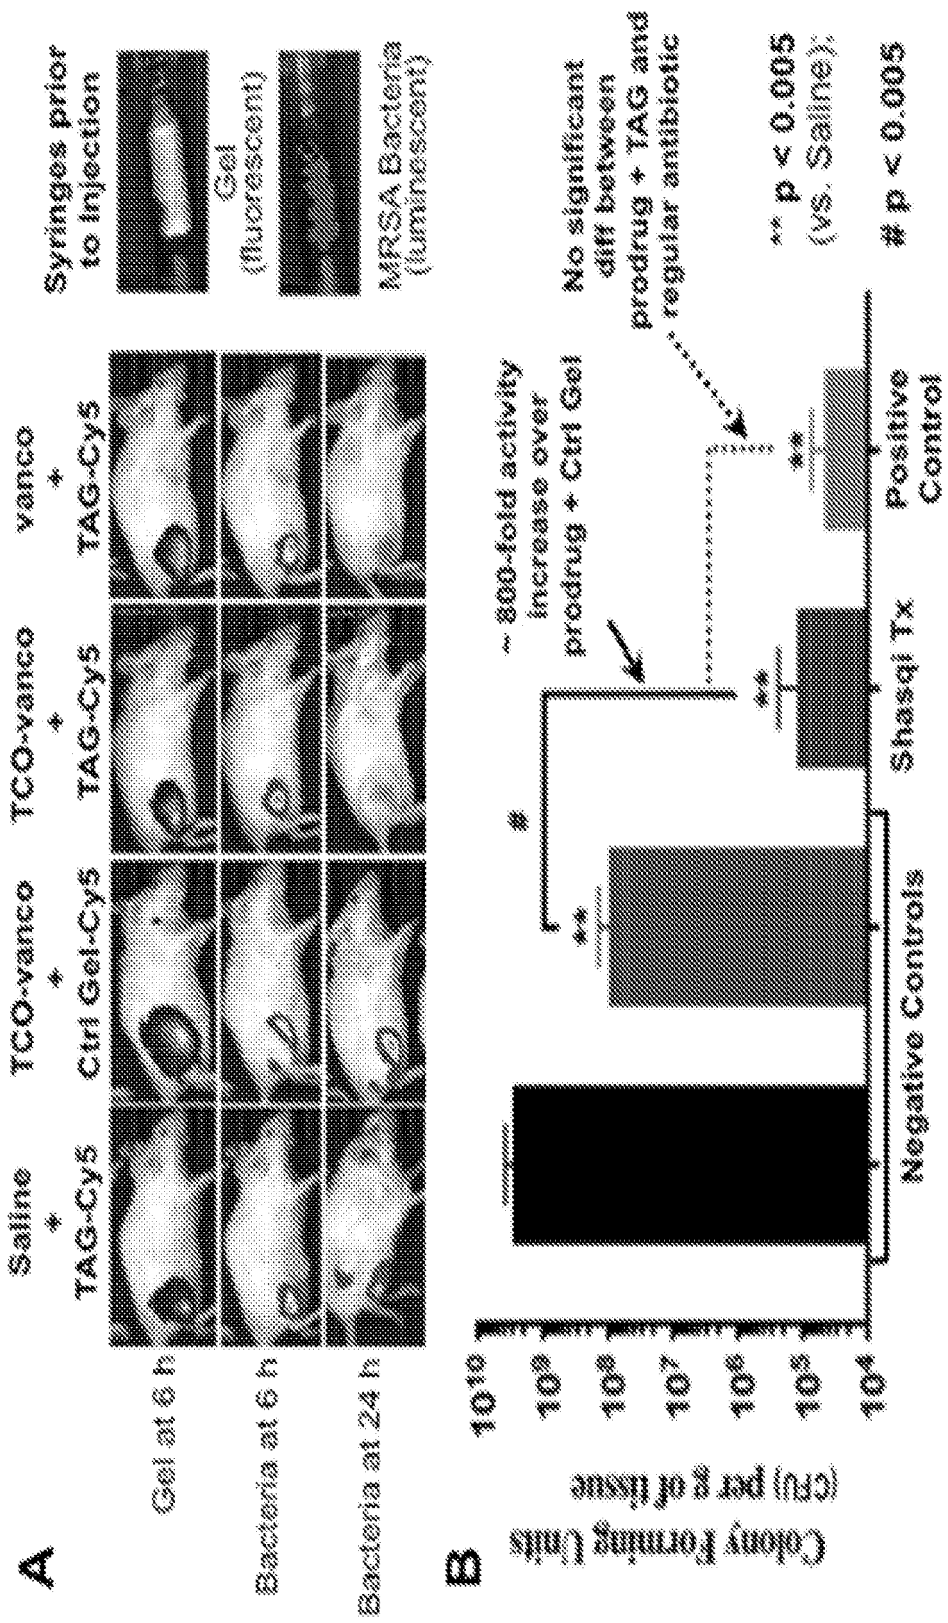 A
Saline
+
TAG-Cy5
TCO-vanco
+
Ctrl Gel-Cy5
TCO-vanco
+
TAG-Cy5
vanco
+
TAG-Cy5
Syringes prior
to Injection
Gel at 6 h
Bacteria at 6 h
Bacteria at 24 h
Gel
(fluorescent)
MRSA Bacteria
(luminescent)
B
Colony Forming Units
(CFU) per g of tissue
10¹⁰
10⁹
10⁸
10⁷
10⁶
10⁵
10⁴
**
#
**
**
~ 800-fold activity
increase over
prodrug + Ctrl Gel
No significant
diff between
prodrug + TAG and
regular antibiotic
** p < 0.005
(vs. Saline);
# p < 0.005
Negative Controls
Shasqi Tx
Positive
Control